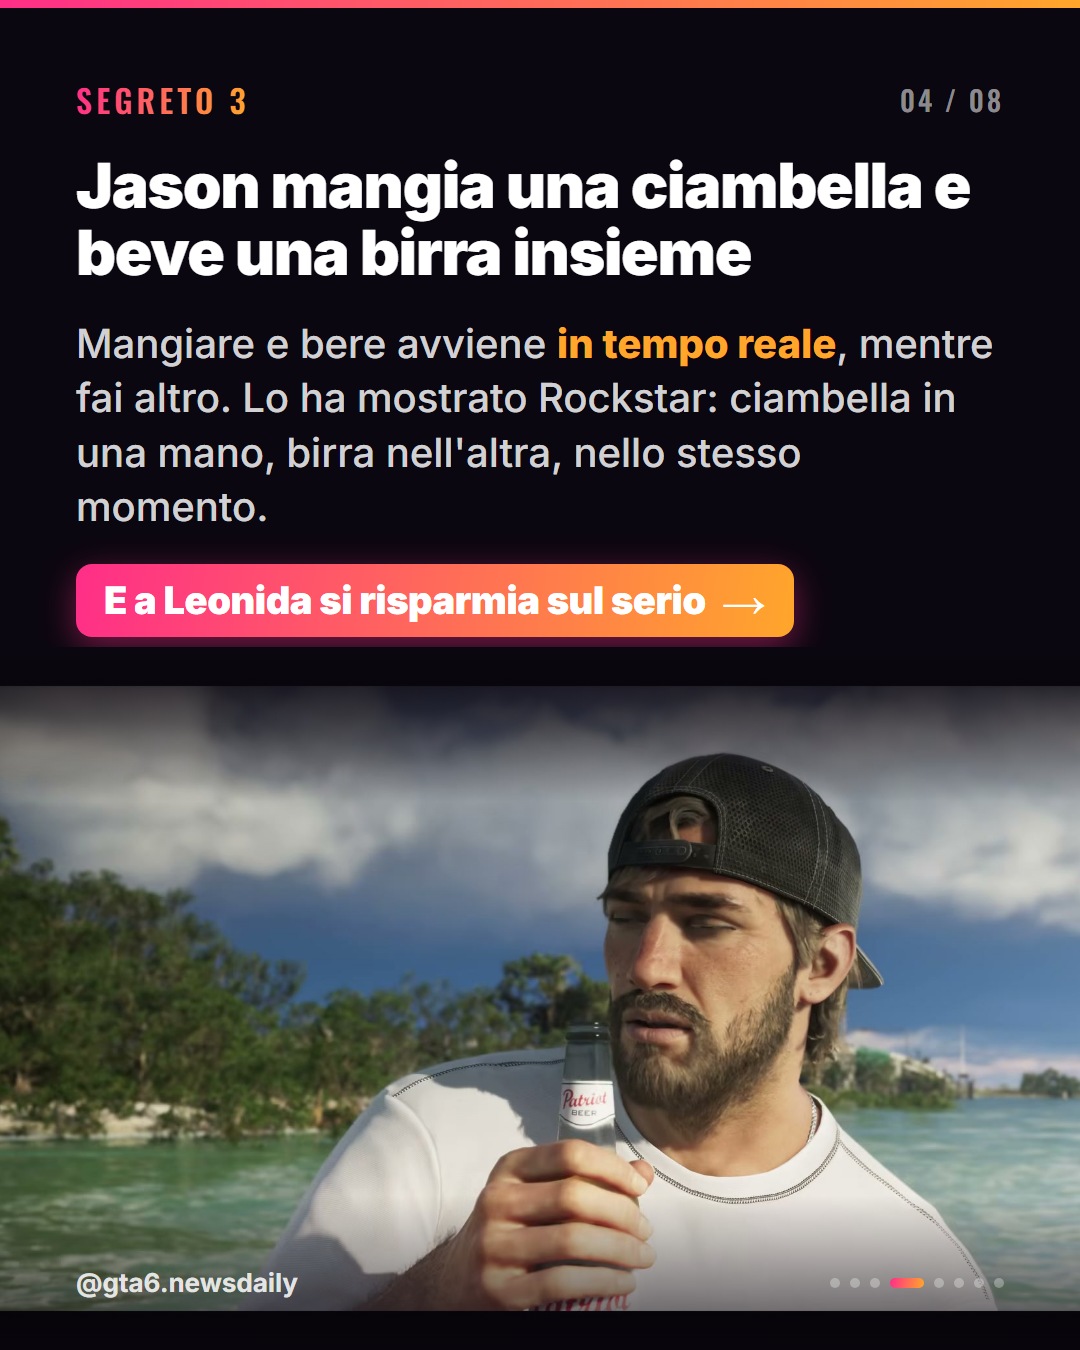 SEGRETO 3
04 / 08
Jason mangia una ciambella e
beve una birra insieme
Mangiare e bere avviene in tempo reale, mentre
fai altro. Lo ha mostrato Rockstar: ciambella in
una mano, birra nell'altra, nello stesso
momento.
E a Leonida si risparmia sul serio →
Patriot
BEER
@gta6.newsdaily